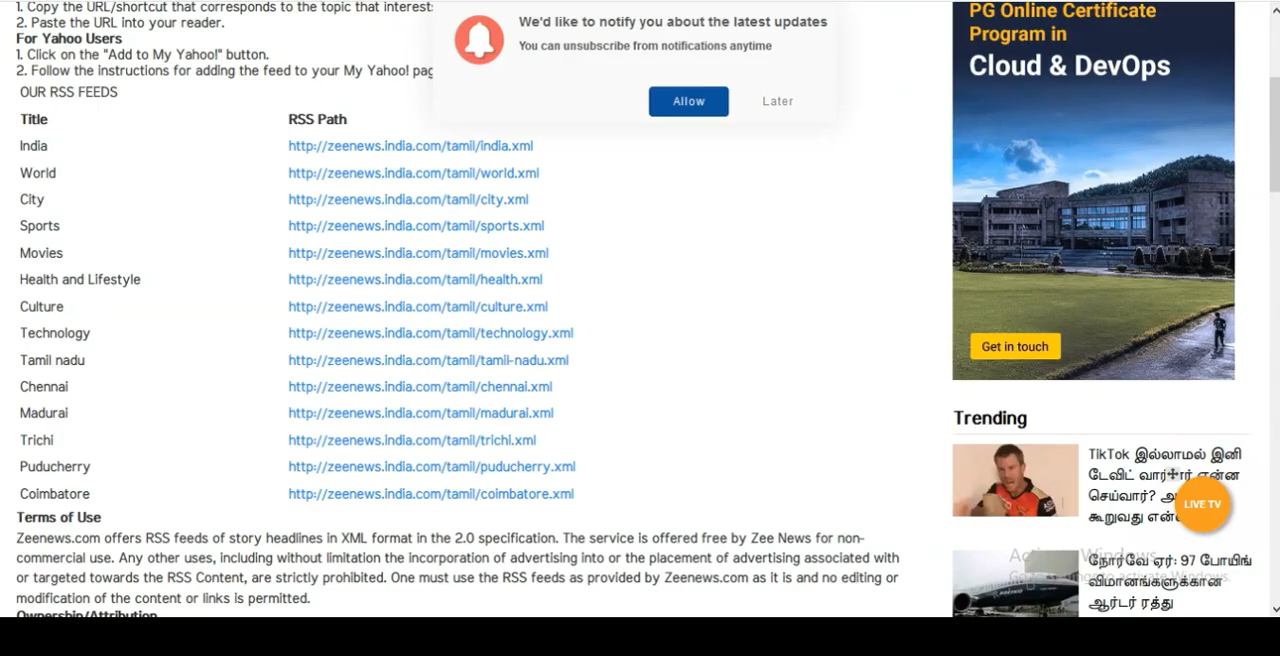 1. Copy the URL/shortcut that corresponds to the topic that interest
2. Paste the URL into your reader.
For Yahoo Users
1. Click on the "Add to My Yahoo!" button.
2. Follow the instructions for adding the feed to your My Yahoo! pag
OUR RSS FEEDS
We'd like to notify you about the latest updates
You can unsubscribe from notifications anytime
Allow Later
Title RSS Path
India http://zeenews.india.com/tamil/india.xml
World http://zeenews.india.com/tamil/world.xml
City http://zeenews.india.com/tamil/city.xml
Sports http://zeenews.india.com/tamil/sports.xml
Movies http://zeenews.india.com/tamil/movies.xml
Health and Lifestyle http://zeenews.india.com/tamil/health.xml
Culture http://zeenews.india.com/tamil/culture.xml
Technology http://zeenews.india.com/tamil/technology.xml
Tamil nadu http://zeenews.india.com/tamil/tamil-nadu.xml
Chennai http://zeenews.india.com/tamil/chennai.xml
Madurai http://zeenews.india.com/tamil/madurai.xml
Trichi http://zeenews.india.com/tamil/trichi.xml
Puducherry http://zeenews.india.com/tamil/puducherry.xml
Coimbatore http://zeenews.india.com/tamil/coimbatore.xml
Terms of Use
Zeenews.com offers RSS feeds of story headlines in XML format in the 2.0 specification. The service is offered free by Zee News for non-
commercial use. Any other uses, including without limitation the incorporation of advertising into or the placement of advertising associated with
or targeted towards the RSS Content, are strictly prohibited. One must use the RSS feeds as provided by Zeenews.com as it is and no editing or
modification of the content or links is permitted.
Ownership/Attribution
PG Online Certificate
Program in
Cloud & DevOps
Get in touch
Trending
TikTok இல்லாமல் இனி
டேவிட் வார்னர் என்ன
செய்வார்?
கூறுவது
LIVE TV
நோர்வே ஏர்: 97 போயிங்
விமானங்களுக்கான
ஆர்டர் ரத்து
Windows
to activate Windows.